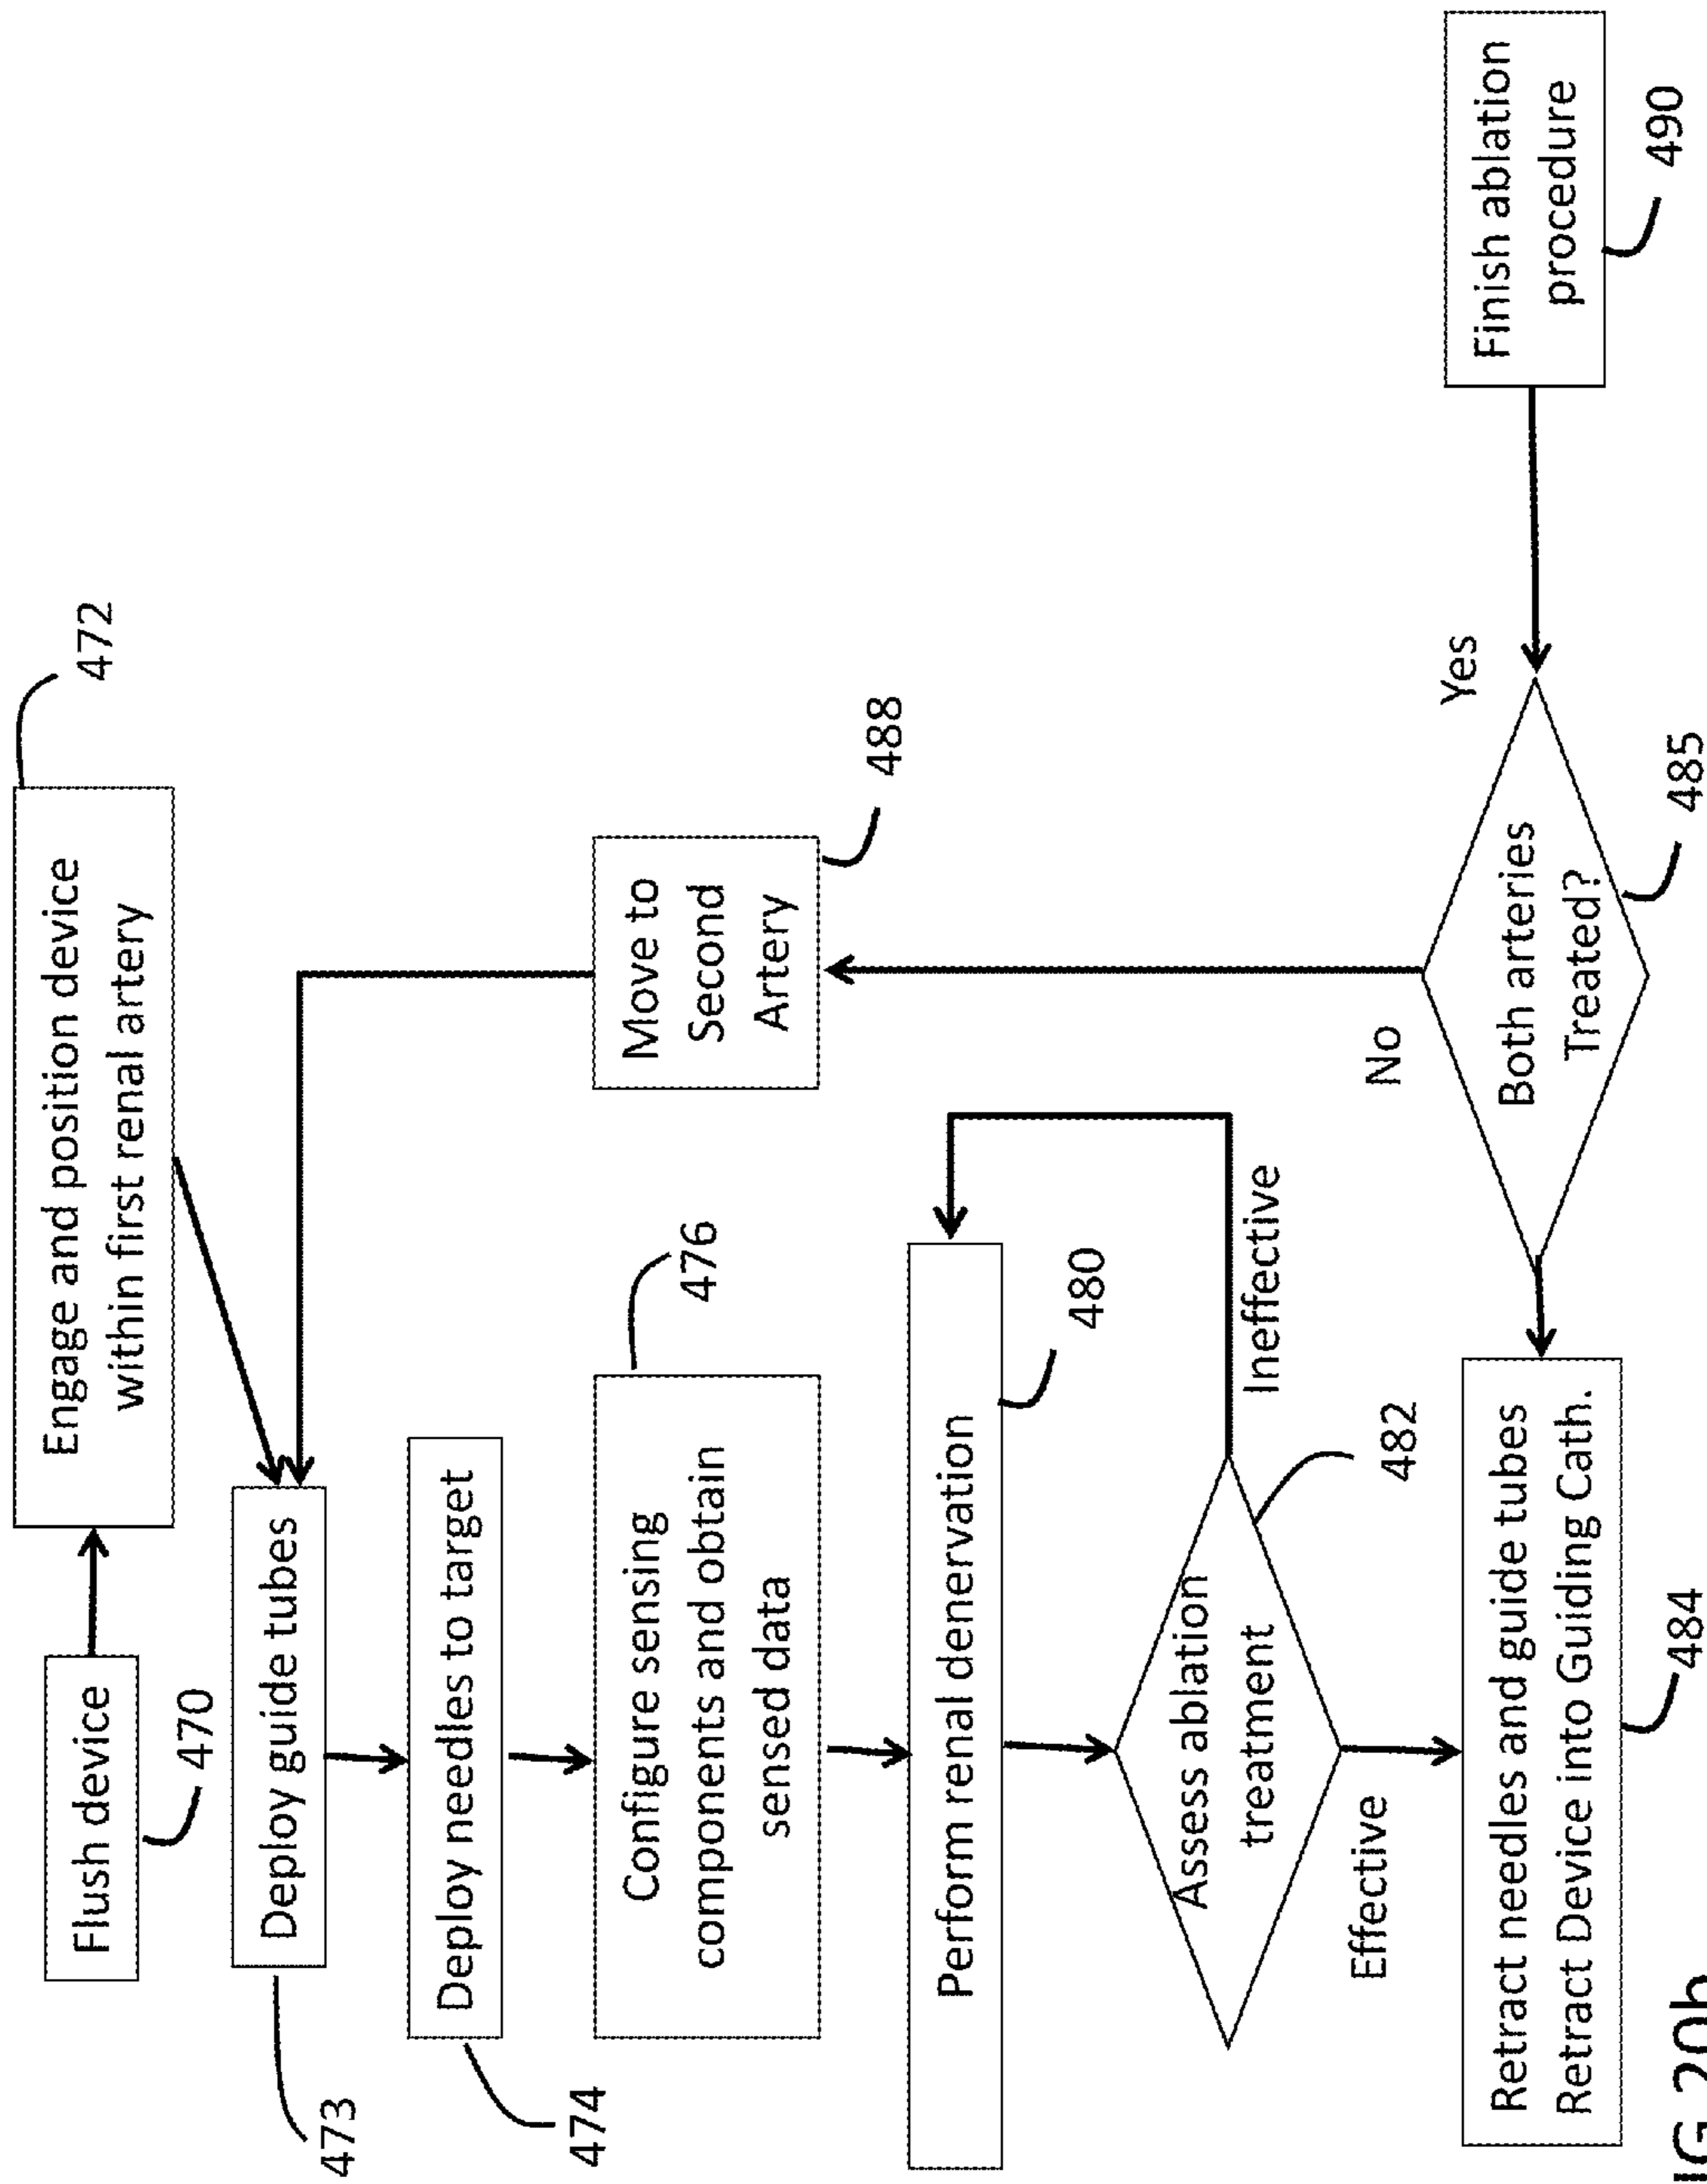 Flush device
470
Engage and position device
within first renal artery
472
Deploy guide tubes
473
Deploy needles to target
474
Configure sensing
components and obtain
sensed data
476
Move to
Second
Artery
488
Perform renal denervation
480
Assess ablation
treatment
482
Ineffective
Effective
No
Yes
Retract needles and guide tubes
Retract Device into Guiding Cath.
484
Both arteries
Treated?
485
Finish ablation
procedure
490
IG 20b